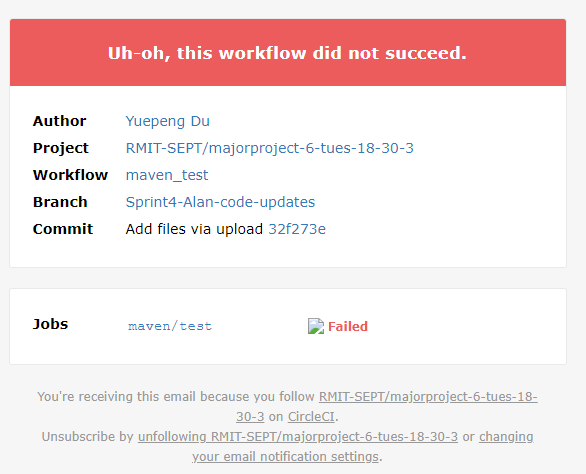 Uh-oh, this workflow did not succeed.
Author Yuepeng Du
Project RMIT-SEPT/majorproject-6-tues-18-30-3
Workflow maven_test
Branch Sprint4-Alan-code-updates
Commit Add files via upload 32f273e
Jobs maven/test Failed
You're receiving this email because you follow RMIT-SEPT/majorproject-6-tues-18-
30-3 on CircleCI.
Unsubscribe by unfollowing RMIT-SEPT/majorproject-6-tues-18-30-3 or changing
your email notification settings.